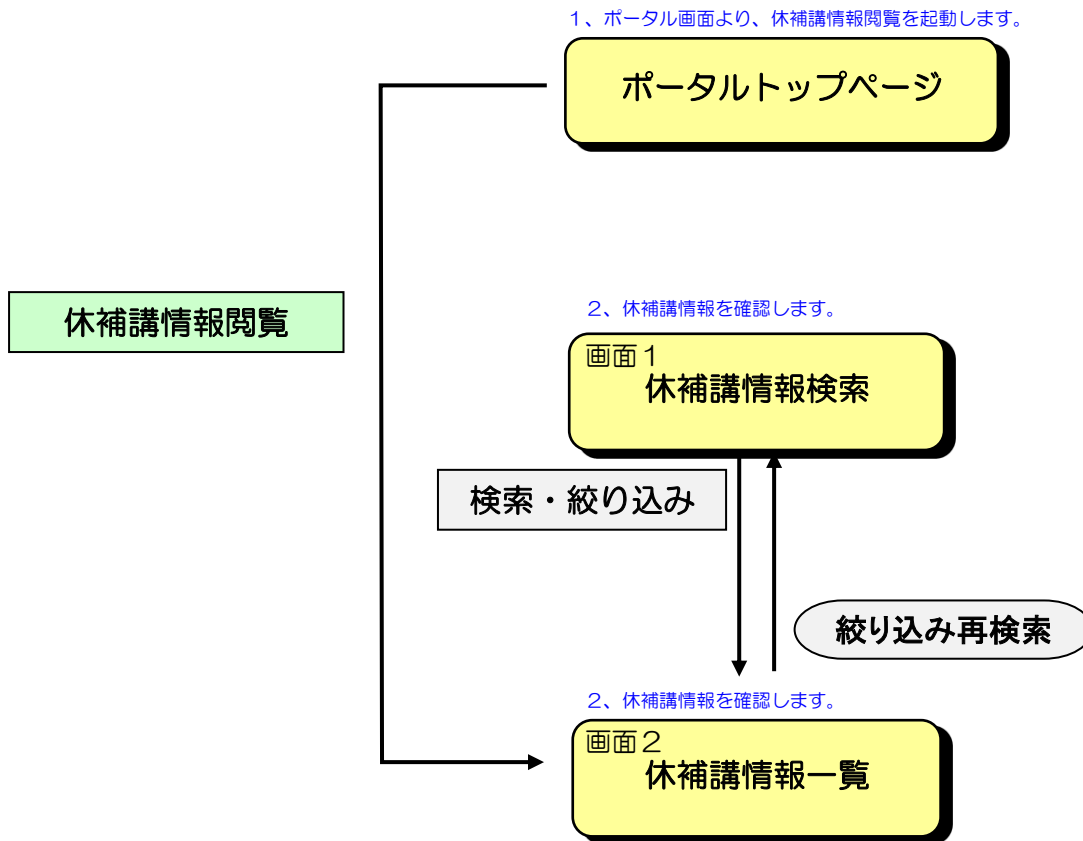 １、ポータル画面より、休補講情報閲覧を起動します。
ポータルトップページ
休補講情報閲覧
２、休補講情報を確認します。
画面１
休補講情報検索
検索・絞り込み
絞り込み再検索
２、休補講情報を確認します。
画面２
休補講情報一覧